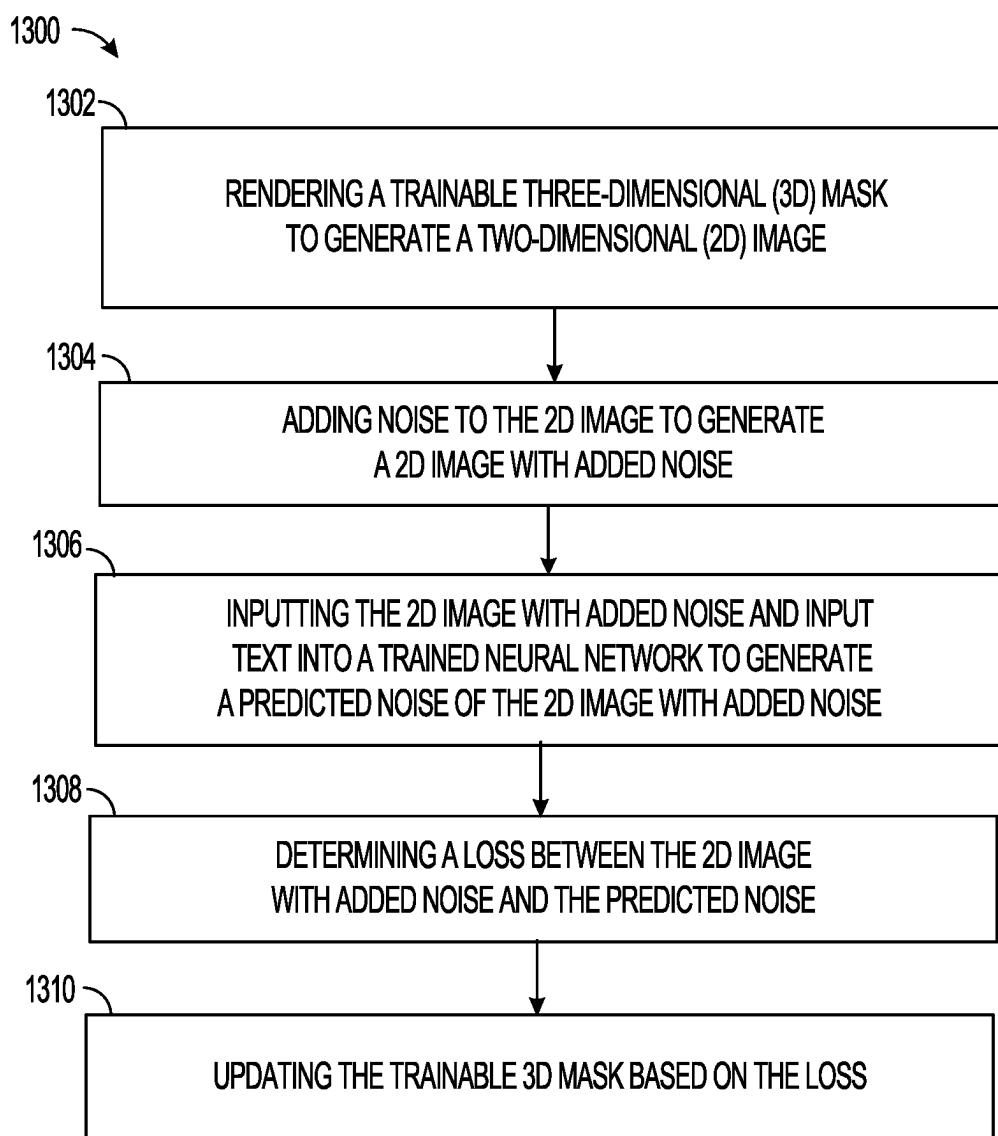 1300
1302
RENDERING A TRAINABLE THREE-DIMENSIONAL (3D) MASK
TO GENERATE A TWO-DIMENSIONAL (2D) IMAGE
1304
ADDING NOISE TO THE 2D IMAGE TO GENERATE
A 2D IMAGE WITH ADDED NOISE
1306
INPUTTING THE 2D IMAGE WITH ADDED NOISE AND INPUT
TEXT INTO A TRAINED NEURAL NETWORK TO GENERATE
A PREDICTED NOISE OF THE 2D IMAGE WITH ADDED NOISE
1308
DETERMINING A LOSS BETWEEN THE 2D IMAGE
WITH ADDED NOISE AND THE PREDICTED NOISE
1310
UPDATING THE TRAINABLE 3D MASK BASED ON THE LOSS